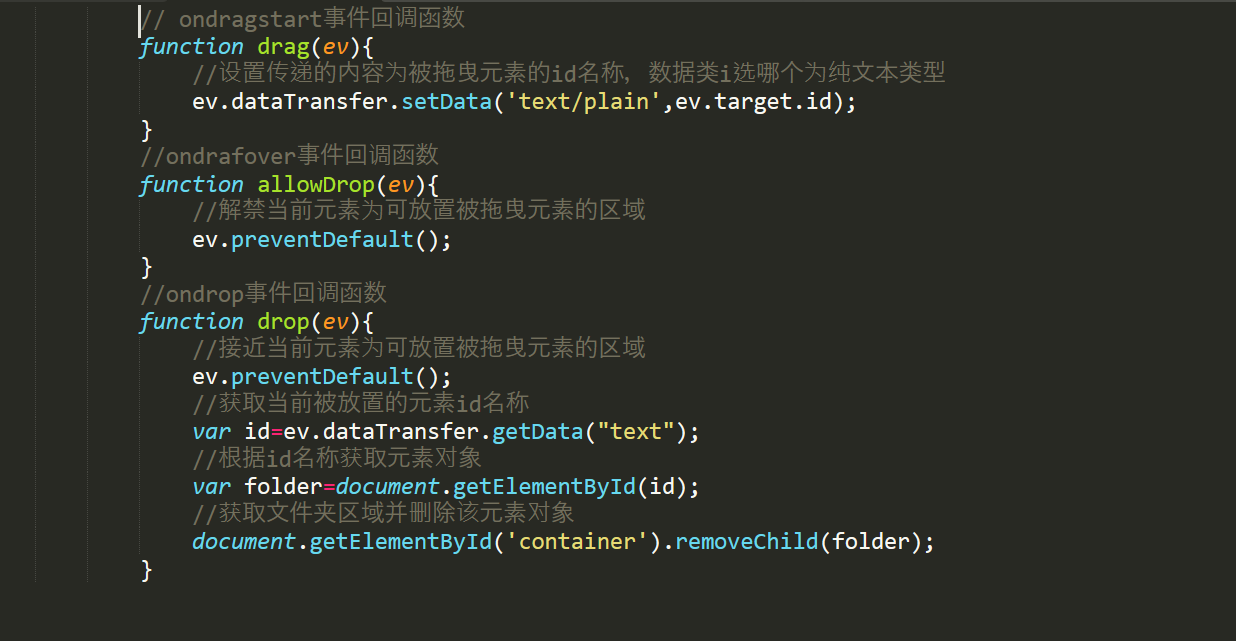 // ondragstart事件回调函数
function drag(ev){
//设置传递的内容为被拖曳元素的id名称，数据类i选哪个为纯文本类型
ev.dataTransfer.setData('text/plain',ev.target.id);
}
//ondrafover事件回调函数
function allowDrop(ev){
//解禁当前元素为可放置被拖曳元素的区域
ev.preventDefault();
}
//ondrop事件回调函数
function drop(ev){
//接近当前元素为可放置被拖曳元素的区域
ev.preventDefault();
//获取当前被放置的元素id名称
var id=ev.dataTransfer.getData("text");
//根据id名称获取元素对象
var folder=document.getElementById(id);
//获取文件夹区域并删除该元素对象
document.getElementById('container').removeChild(folder);
}